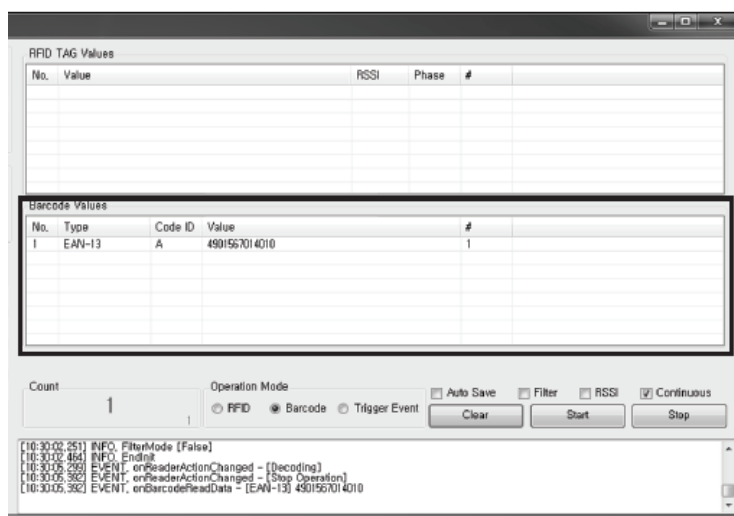 RFID TAG Values
No. Value RSSI Phase #
Barcode Values
No. Type Code ID Value #
1 EAN-13 A 4901567014010 1
Count
1
1
Operation Mode
RFID Barcode Trigger Event
Auto Save Filter RSSI Continuous
Clear Start Stop
[10:30:02,251] INFO, FilterMode [False]
[10:30:02,464] INFO, EndInit
[10:30:05,299] EVENT, onReaderActionChanged - [Decoding]
[10:30:05,392] EVENT, onReaderActionChanged - [Stop Operation]
[10:30:05,392] EVENT, onBarcodeReadData - [EAN-13] 4901567014010